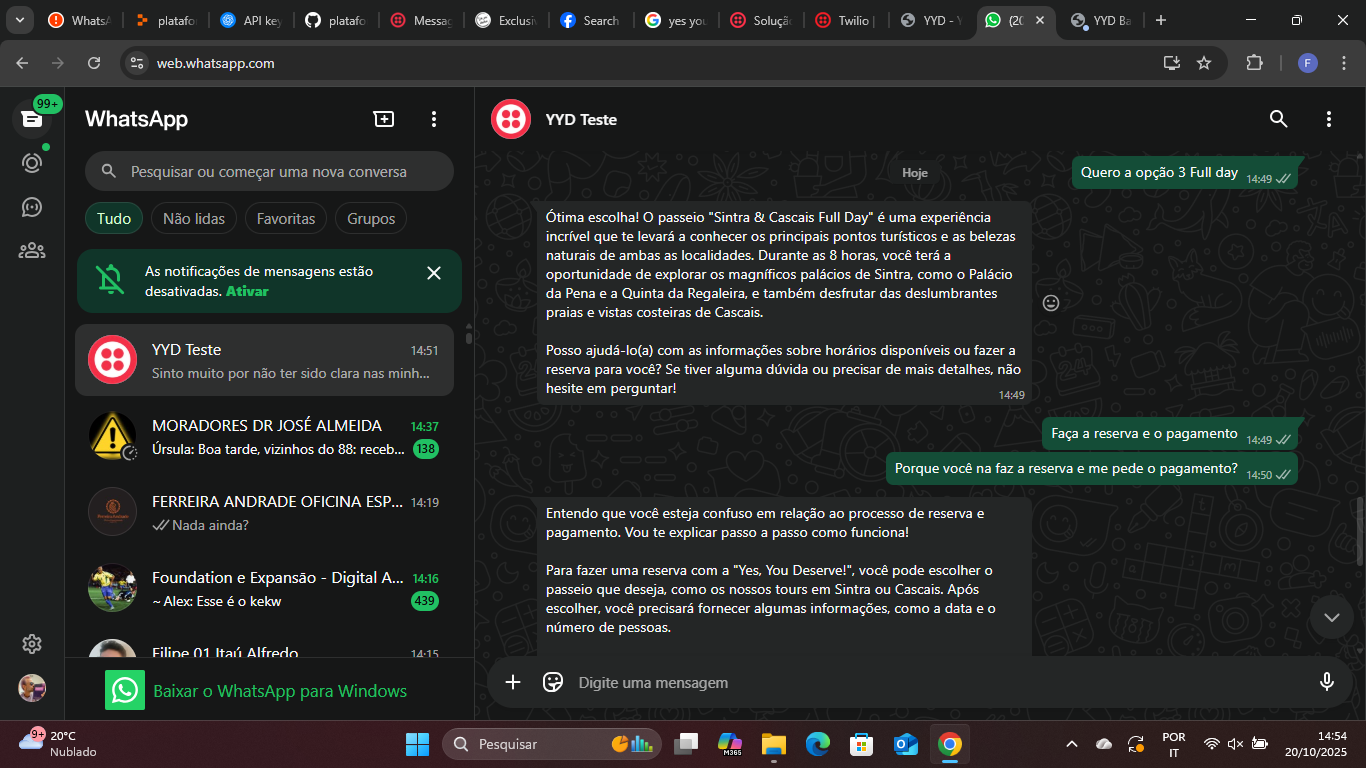 WhatsA
platafo
API key
platafo
Messag
Exclusiv
Search
yes you
Soluçã
Twilio |
YYD - Y
(20
YYD Ba
web.whatsapp.com
F
99+
WhatsApp
Pesquisar ou começar uma nova conversa
Tudo
Não lidas
Favoritas
Grupos
As notificações de mensagens estão
desativadas. Ativar
YYD Teste
14:51
Sinto muito por não ter sido clara nas minh...
MORADORES DR JOSÉ ALMEIDA
14:37
Úrsula: Boa tarde, vizinhos do 88: receb...
138
FERREIRA ANDRADE OFICINA ESP...
14:19
Nada ainda?
Foundation e Expansão - Digital A...
14:16
~ Alex: Esse é o kekw
439
Filipe 01 Itaú Alfredo
14:15
Baixar o WhatsApp para Windows
YYD Teste
Hoje
Quero a opção 3 Full day 14:49
Ótima escolha! O passeio "Sintra & Cascais Full Day" é uma experiência
incrível que te levará a conhecer os principais pontos turísticos e as belezas
naturais de ambas as localidades. Durante as 8 horas, você terá a
oportunidade de explorar os magníficos palácios de Sintra, como o Palácio
da Pena e a Quinta da Regaleira, e também desfrutar das deslumbrantes
praias e vistas costeiras de Cascais.
Posso ajudá-lo(a) com as informações sobre horários disponíveis ou fazer a
reserva para você? Se tiver alguma dúvida ou precisar de mais detalhes, não
hesite em perguntar!
14:49
Faça a reserva e o pagamento 14:49
Porque você na faz a reserva e me pede o pagamento? 14:50
Entendo que você esteja confuso em relação ao processo de reserva e
pagamento. Vou te explicar passo a passo como funciona!
Para fazer uma reserva com a "Yes, You Deserve!", você pode escolher o
passeio que deseja, como os nossos tours em Sintra ou Cascais. Após
escolher, você precisará fornecer algumas informações, como a data e o
número de pessoas.
Digite uma mensagem
9+
20°C
Nublado
Pesquisar
M365
POR
IT
14:54
20/10/2025